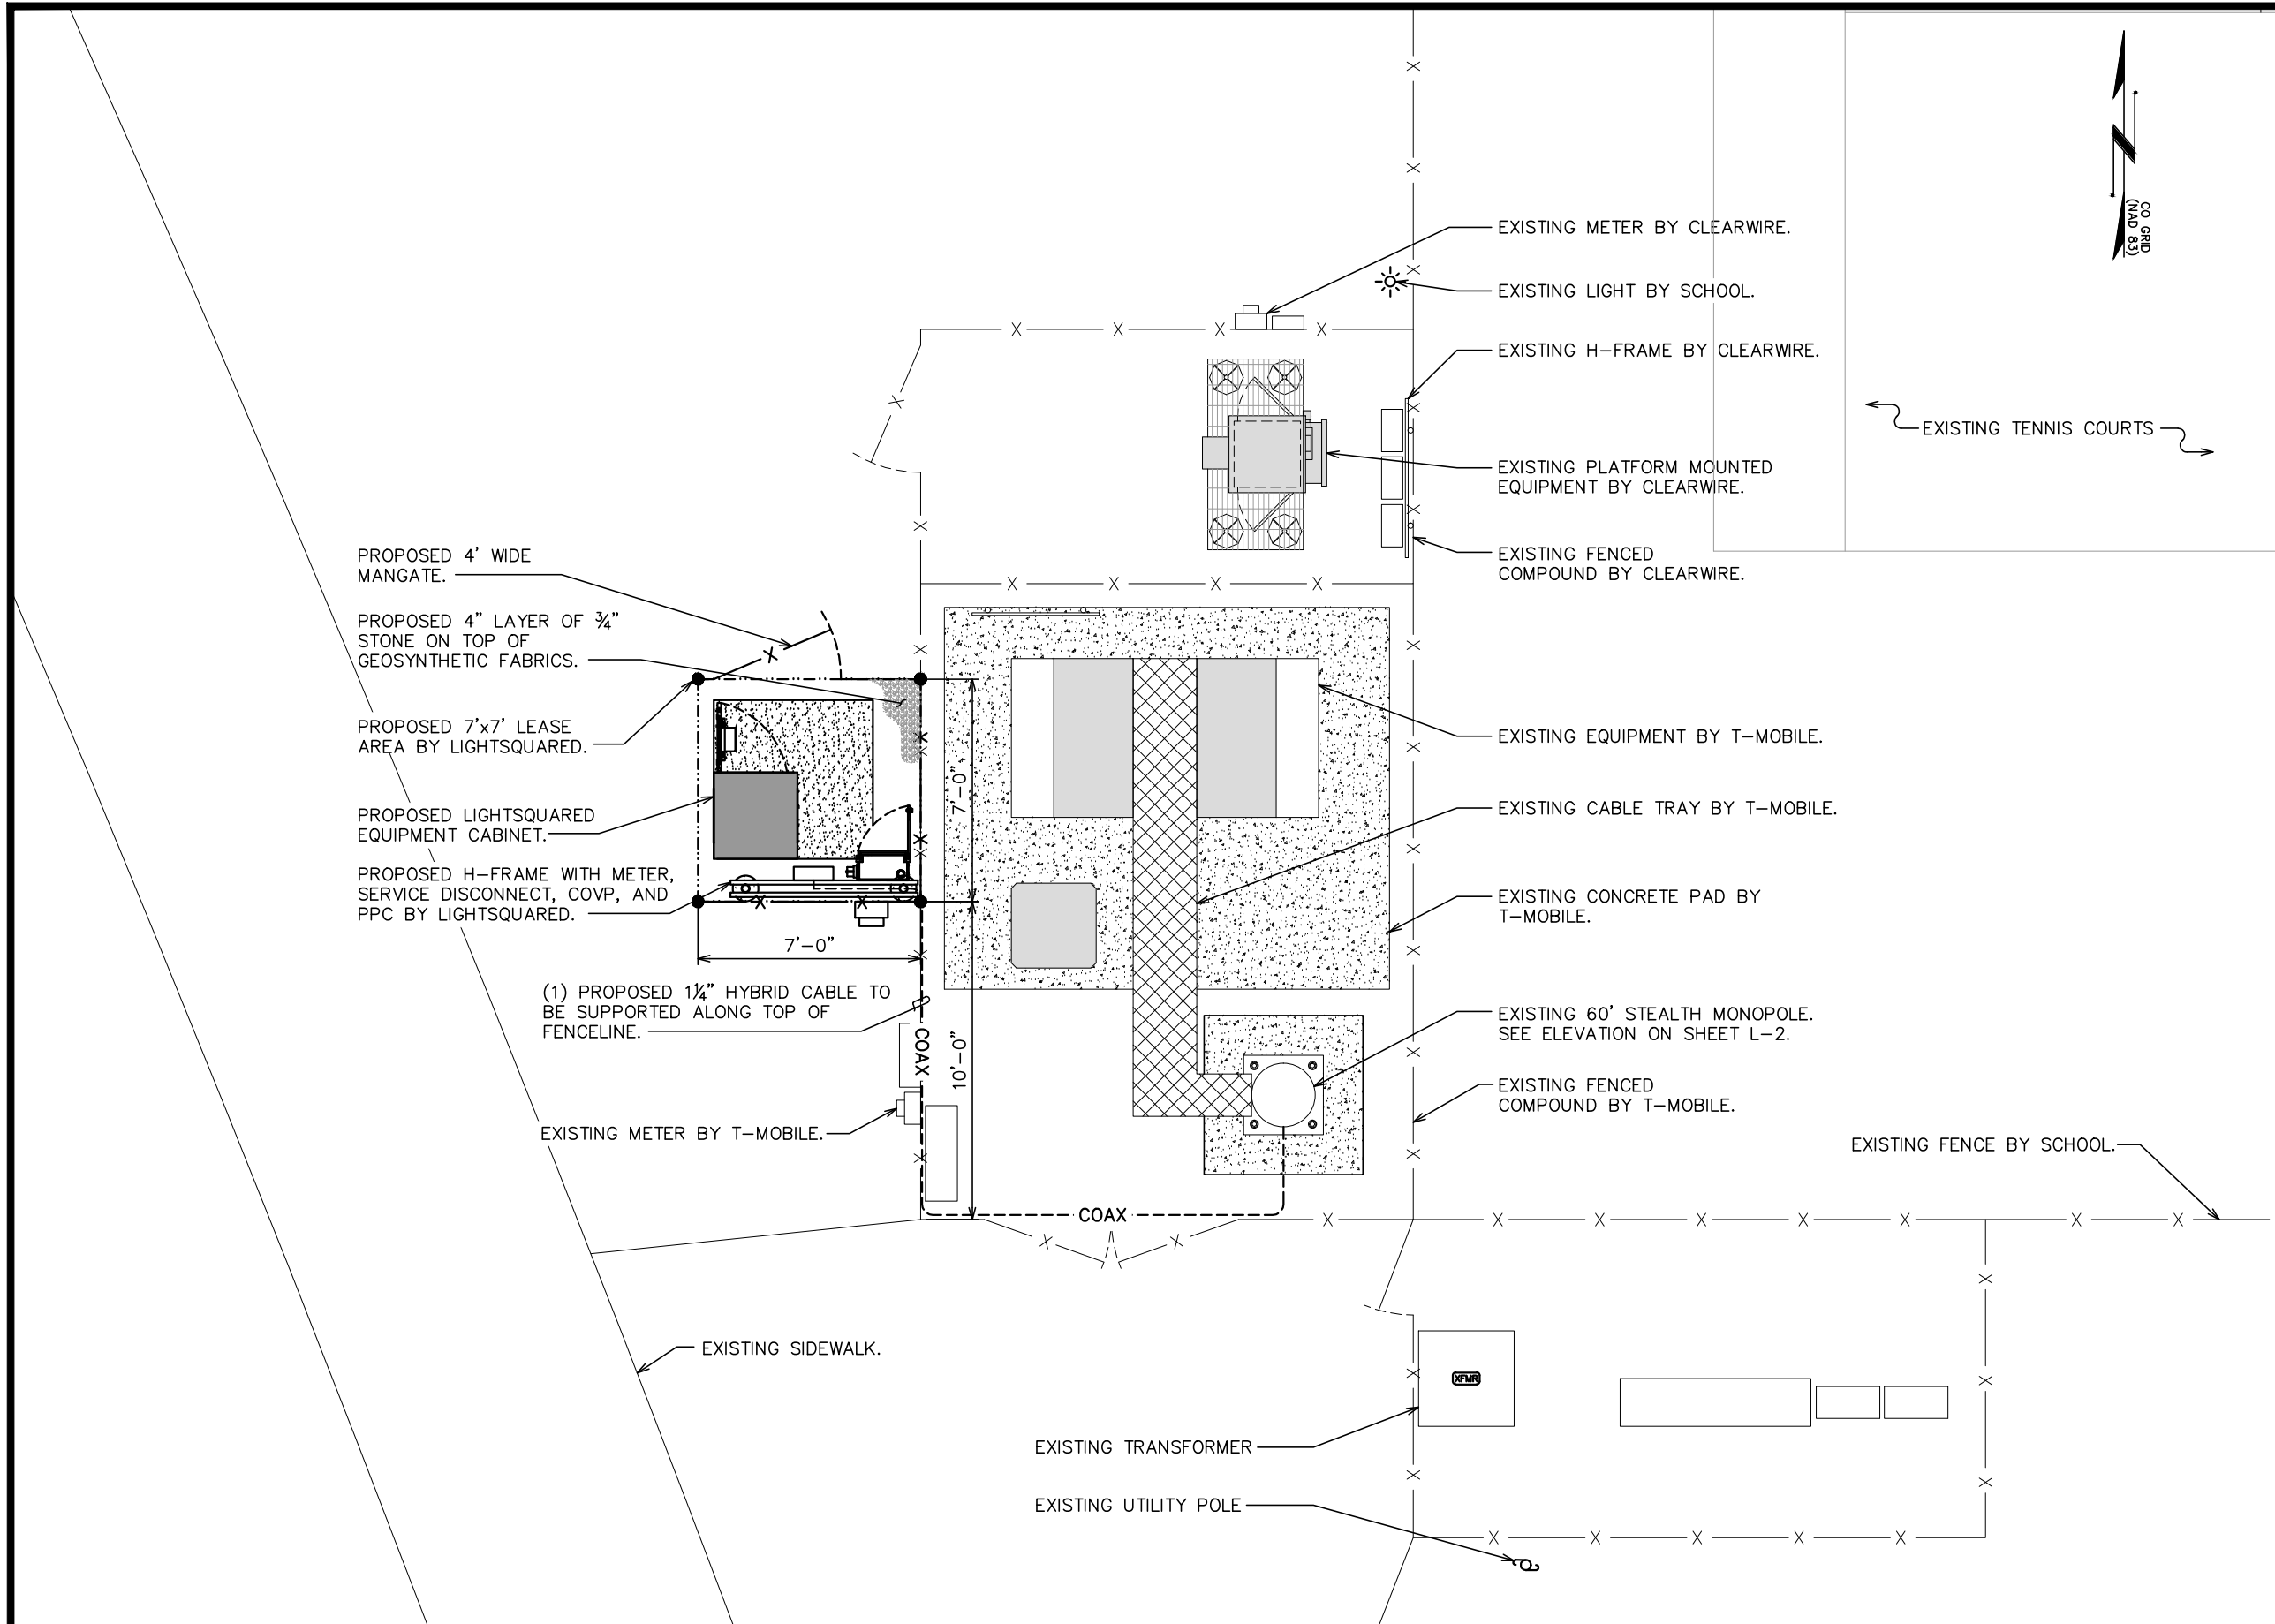 CO GRID
(NAD 83)
EXISTING METER BY CLEARWIRE.
EXISTING LIGHT BY SCHOOL.
EXISTING H-FRAME BY CLEARWIRE.
EXISTING TENNIS COURTS
EXISTING PLATFORM MOUNTED
EQUIPMENT BY CLEARWIRE.
EXISTING FENCED
COMPOUND BY CLEARWIRE.
PROPOSED 4' WIDE
MANGATE.
PROPOSED 4" LAYER OF ¾"
STONE ON TOP OF
GEOSYNTHETIC FABRICS.
PROPOSED 7'x7' LEASE
AREA BY LIGHTSQUARED.
PROPOSED LIGHTSQUARED
EQUIPMENT CABINET.
PROPOSED H-FRAME WITH METER,
SERVICE DISCONNECT, COVP, AND
PPC BY LIGHTSQUARED.
7'-0"
7'-0"
(1) PROPOSED 1¼" HYBRID CABLE TO
BE SUPPORTED ALONG TOP OF
FENCELINE.
COAX
10'-0"
EXISTING METER BY T-MOBILE.
EXISTING EQUIPMENT BY T-MOBILE.
EXISTING CABLE TRAY BY T-MOBILE.
EXISTING CONCRETE PAD BY
T-MOBILE.
EXISTING 60' STEALTH MONOPOLE.
SEE ELEVATION ON SHEET L-2.
EXISTING FENCED
COMPOUND BY T-MOBILE.
EXISTING FENCE BY SCHOOL.
COAX
EXISTING SIDEWALK.
XFMR
EXISTING TRANSFORMER
EXISTING UTILITY POLE